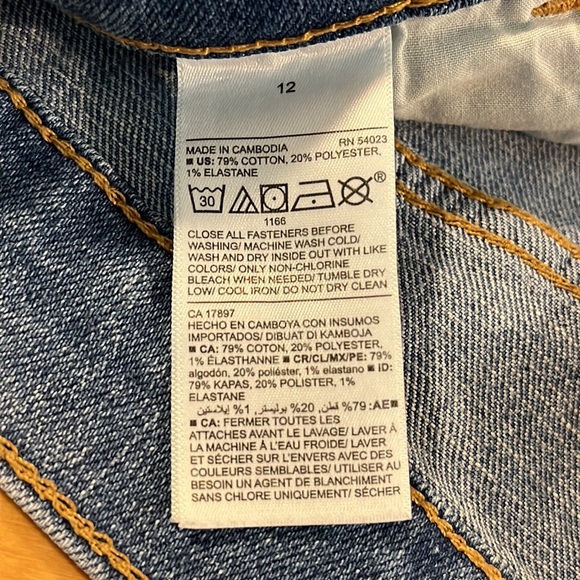 12
MADE IN CAMBODIA RN 54023
■ US: 79% COTTON, 20% POLYESTER,
1% ELASTANE
30 ®
1166
CLOSE ALL FASTENERS BEFORE
WASHING/ MACHINE WASH COLD/
WASH AND DRY INSIDE OUT WITH LIKE
COLORS/ ONLY NON-CHLORINE
BLEACH WHEN NEEDED/ TUMBLE DRY
LOW/ COOL IRON/ DO NOT DRY CLEAN
CA 17897
HECHO EN CAMBOYA CON INSUMOS
IMPORTADOS/ DIBUAT DI KAMBOJA
■ CA: 79% COTON, 20% POLYESTER,
1% ÉLASTHANNE ■ CR/CL/MX/PE: 79%
algodón, 20% poliéster, 1% elastano ■ ID:
79% KAPAS, 20% POLISTER, 1%
ELASTANE
■ AE: 79% قطن, 20% بوليستر, 1% إيلاستين
■ CA: FERMER TOUTES LES
ATTACHES AVANT LE LAVAGE/ LAVER
À LA MACHINE À L'EAU FROIDE/ LAVER
ET SÉCHER SUR L'ENVERS AVEC DES
COULEURS SEMBLABLES/ UTILISER
AU BESOIN UN AGENT DE BLANCHIMENT
SANS CHLORE UNIQUEMENT/ SÉCHER